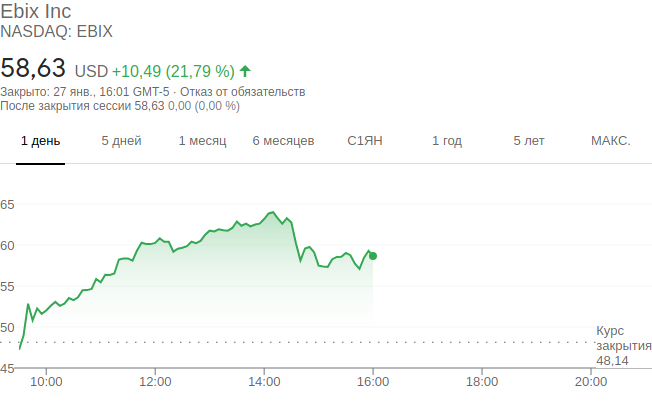 Ebix Inc
NASDAQ: EBIX
58,63 USD +10,49 (21,79 %)
Закрыто: 27 янв., 16:01 GMT-5 · Отказ от обязательств
После закрытия сессии 58,63 0,00 (0,00 %)
1 день 5 дней 1 месяц 6 месяцев С1ЯН 1 год 5 лет МАКС.
65
60
55
50
Курс
закрытия
48,14
45
10:00 12:00 14:00 16:00 18:00 20:00